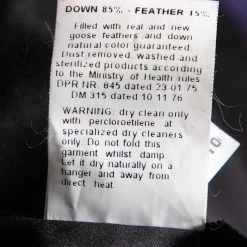 DOWN 85% - FEATHER 15%.
Filled with real and new
goose feathers and down
natural color guaranteed.
Dust removed, washed and
sterilized products according
to the Ministry of Health rules
DPR NR. 845 dated 23·01·75
DM 315 dated 10·11·76
WARNING: dry clean only
with percloroetilene at
specialized dry cleaners
only. Do not fold this
garment whilst damp.
Let it dry naturally on a
hanger and away from
direct heat.
10